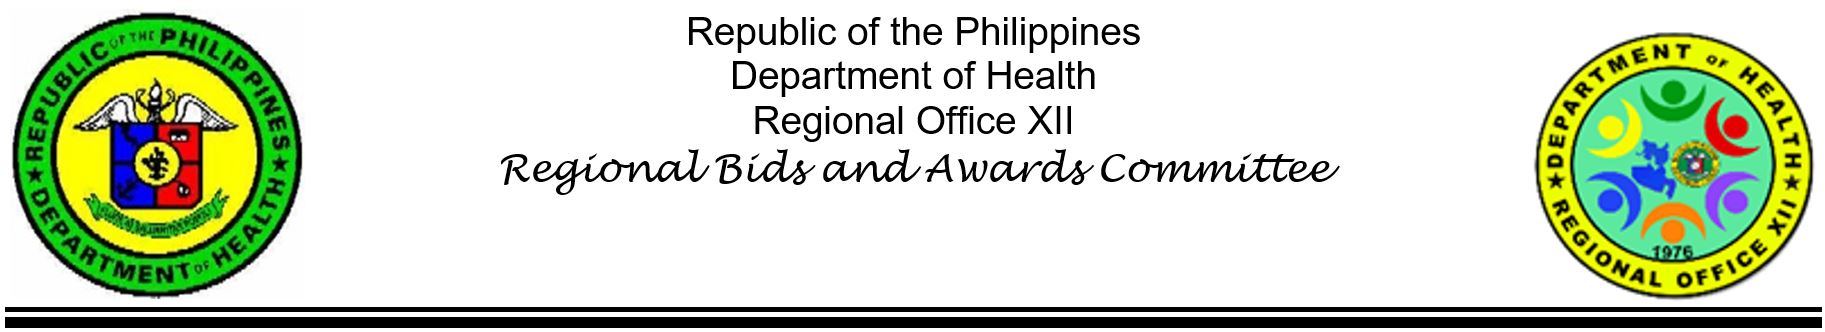 REPUBLIC OF THE PHILIPPINES
DEPARTMENT OF HEALTH
Republic of the Philippines
Department of Health
Regional Office XII
Regional Bids and Awards Committee
DEPARTMENT OF HEALTH
REGIONAL OFFICE XII
1976